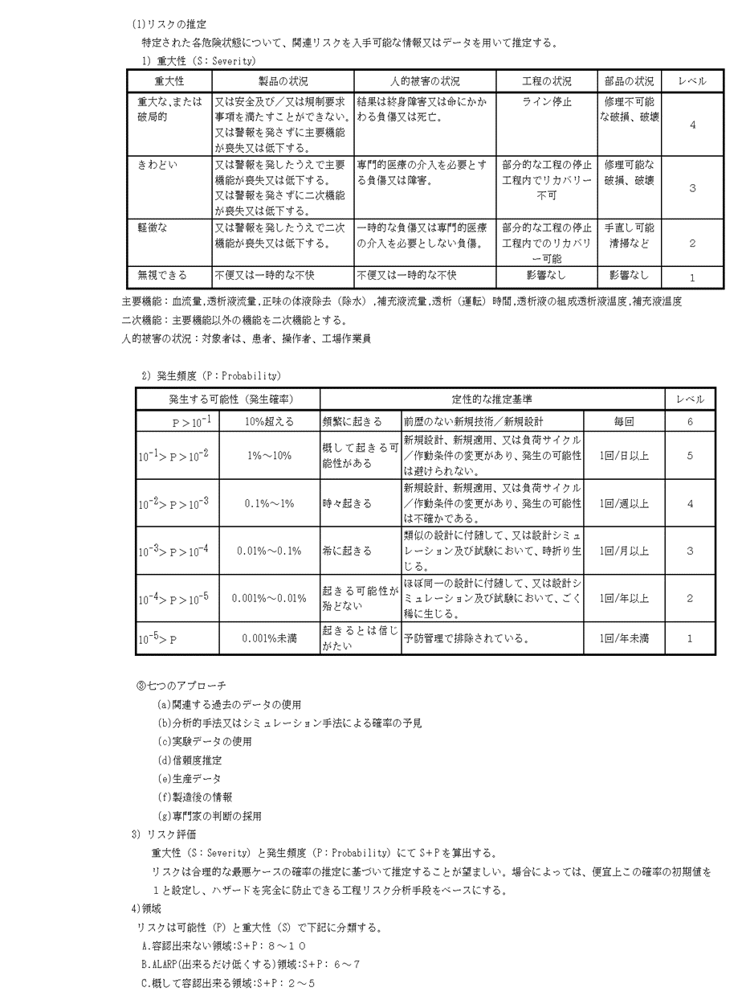 (1)リスクの推定
特定された各危険状態について、関連リスクを入手可能な情報又はデータを用いて推定する。
1) 重大性 (S：Severity)
重大性 製品の状況 人的被害の状況 工程の状況 部品の状況 レベル
重大な、または
破局的
又は安全及び／又は規制要求
事項を満たすことができない。
又は警報を発さずに主要機能
が喪失又は低下する。
結果は終身障害又は命にかか
わる負傷又は死亡。
ライン停止
修理不可能
な破損、破壊
4
きわどい
又は警報を発したうえで主要
機能が喪失又は低下する。
又は警報を発さずに二次機能
が喪失又は低下する。
専門的医療の介入を必要とす
る負傷又は障害。
部分的な工程の停止
工程内でリカバリー
不可
修理可能な
破損、破壊
3
軽微な
又は警報を発したうえで二次
機能が喪失又は低下する。
一時的な負傷又は専門的医療
の介入を必要としない負傷。
部分的な工程の停止
工程内でのリカバリ
ー可能
手直し可能
清掃など
2
無視できる 不便又は一時的な不快 不便又は一時的な不快 影響なし 影響なし 1
主要機能：血流量,透析液流量,正味の体液除去（除水）,補充液流量,透析（運転）時間,透析液の組成透析液温度,補充液温度
二次機能：主要機能以外の機能を二次機能とする。
人的被害の状況：対象者は、患者、操作者、工場作業員
2) 発生頻度 (P：Probability)
発生する可能性（発生確率） 定性的な推定基準 レベル
P＞10⁻¹ 10%超える 頻繁に起きる 前歴のない新規技術／新規設計 毎回 6
10⁻¹＞P＞10⁻² 1%～10%
概して起きる可
能性がある
新規設計、新規適用、又は負荷サイクル
／作動条件の変更があり、発生の可能性
は避けられない。
1回/日以上 5
10⁻²＞P＞10⁻³ 0.1%～1% 時々起きる
新規設計、新規適用、又は負荷サイクル
／作動条件の変更があり、発生の可能性
は不確かである。
1回/週以上 4
10⁻³＞P＞10⁻⁴ 0.01%～0.1% 希に起きる
類似の設計に付随して、又は設計シミュ
レーション及び試験において、時折り生
じる。
1回/月以上 3
10⁻⁴＞P＞10⁻⁵ 0.001%～0.01%
起きる可能性が
殆どない
ほぼ同一の設計に付随して、又は設計シ
ミュレーション及び試験において、ごく
稀に生じる。
1回/年以上 2
10⁻⁵＞P 0.001%未満
起きるとは信じ
がたい
予防管理で排除されている。 1回/年未満 1
③七つのアプローチ
(a)関連する過去のデータの使用
(b)分析的手法又はシミュレーション手法による確率の予見
(c)実験データの使用
(d)信頼度推定
(e)生産データ
(f)製造後の情報
(g)専門家の判断の採用
3) リスク評価
重大性 (S：Severity) と発生頻度 (P：Probability) にて S＋P を算出する。
リスクは合理的な最悪ケースの確率の推定に基づいて推定することが望ましい。場合によっては、便宜上この確率の初期値を
１と設定し、ハザードを完全に防止できる工程リスク分析手段をベースにする。
4)領域
リスクは可能性 (P) と重大性 (S) で下記に分類する。
A.容認出来ない領域:S＋P：８～１０
B.ALARP(出来るだけ低くする)領域:S＋P：６～７
C.概して容認出来る領域:S＋P：２～５